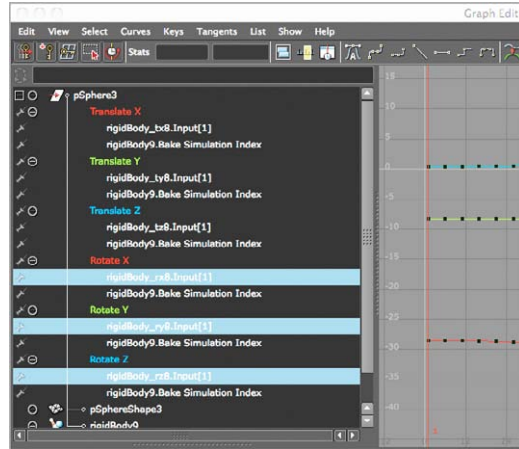 Graph Edit
Edit View Select Curves Keys Tangents List Show Help
Stats
pSphere3
Translate X
rigidBody_tx8.Input[1]
rigidBody9.Bake Simulation Index
Translate Y
rigidBody_ty8.Input[1]
rigidBody9.Bake Simulation Index
Translate Z
rigidBody_tz8.Input[1]
rigidBody9.Bake Simulation Index
Rotate X
rigidBody_rx8.Input[1]
rigidBody9.Bake Simulation Index
Rotate Y
rigidBody_ry8.Input[1]
rigidBody9.Bake Simulation Index
Rotate Z
rigidBody_rz8.Input[1]
rigidBody9.Bake Simulation Index
pSphereShape3
rigidBody9
15
10
5
0
-5
-10
-15
-20
-25
-30
-35
-40
1